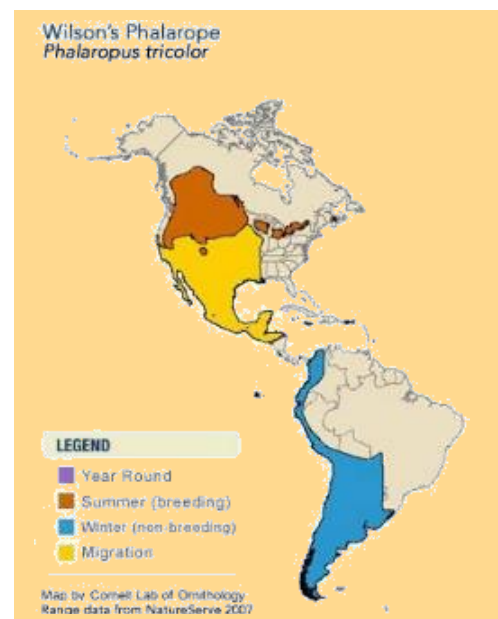 Wilson's Phalarope
Phalaropus tricolor
LEGEND
Year Round
Summer (breeding)
Winter (non-breeding)
Migration
Map by Cornell Lab of Ornithology
Range data from NatureServe 2007